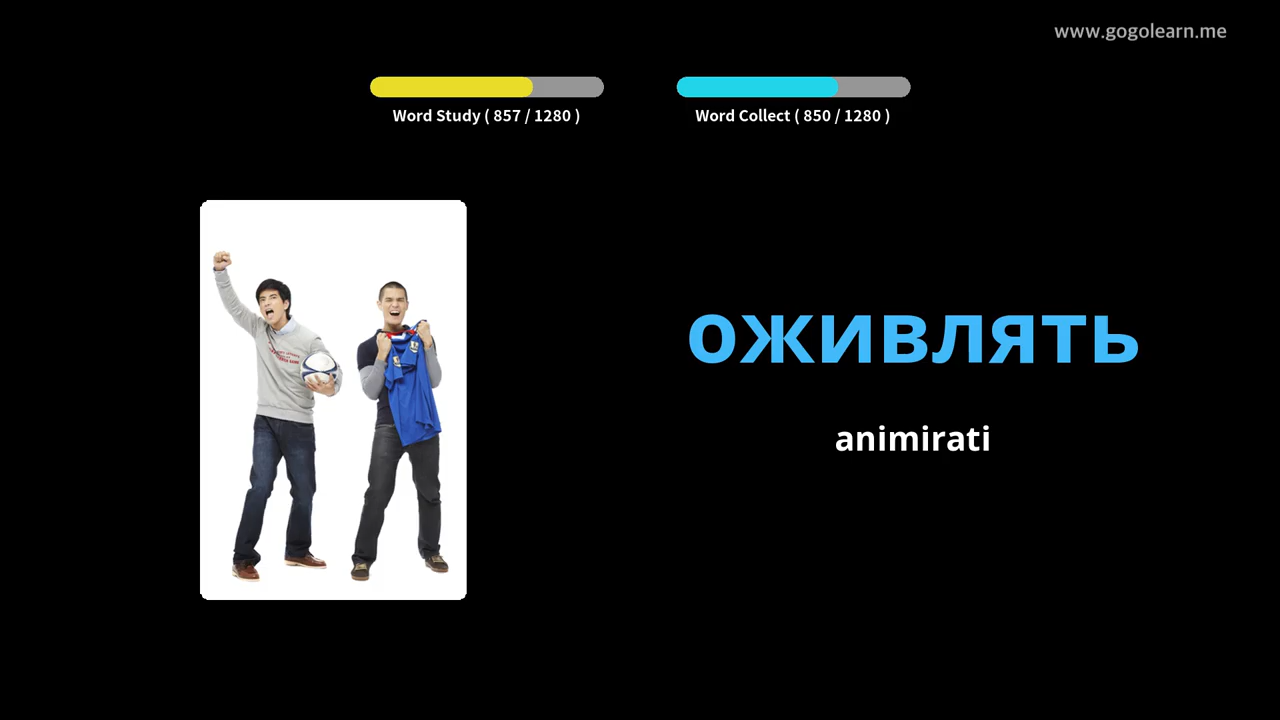 www.gogolearn.me
Word Study ( 857 / 1280 )
Word Collect ( 850 / 1280 )
оживлять
animirati